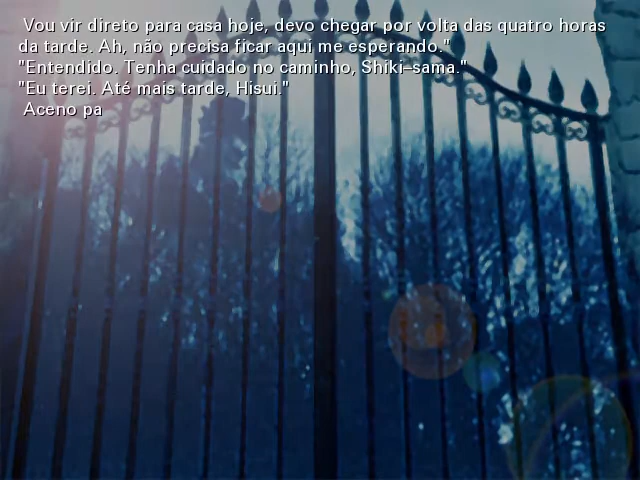 Vou vir direto para casa hoje, devo chegar por volta das quatro horas
da tarde. Ah, não precisa ficar aqui me esperando."
"Entendido. Tenha cuidado no caminho, Shiki–sama."
"Eu terei. Até mais tarde, Hisui."
Aceno pa